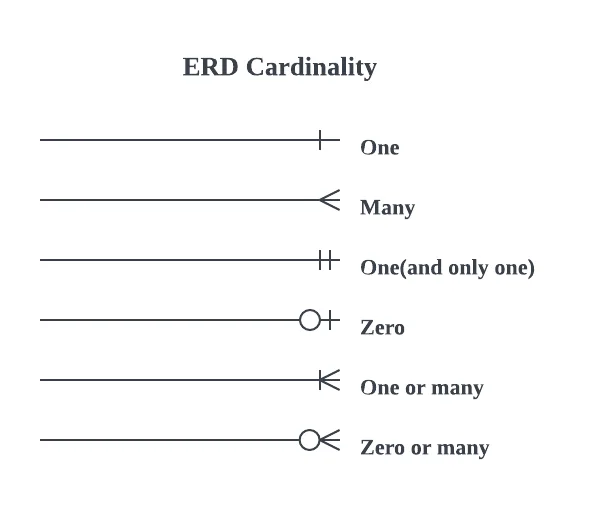 ERD Cardinality
One
Many
One(and only one)
Zero
One or many
Zero or many